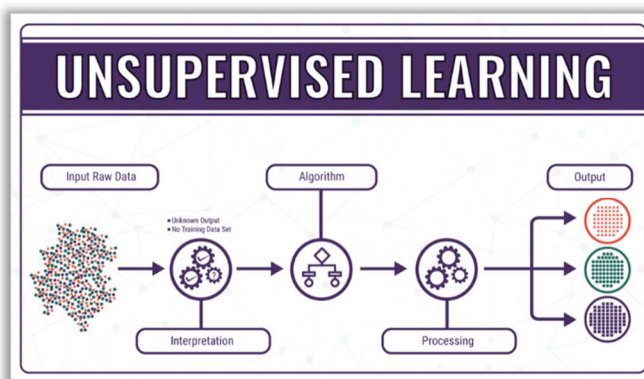 UNSUPERVISED LEARNING
Input Raw Data
Algorithm
Output
• Unknown Output
• No Training Data Set
?
Interpretation
Processing